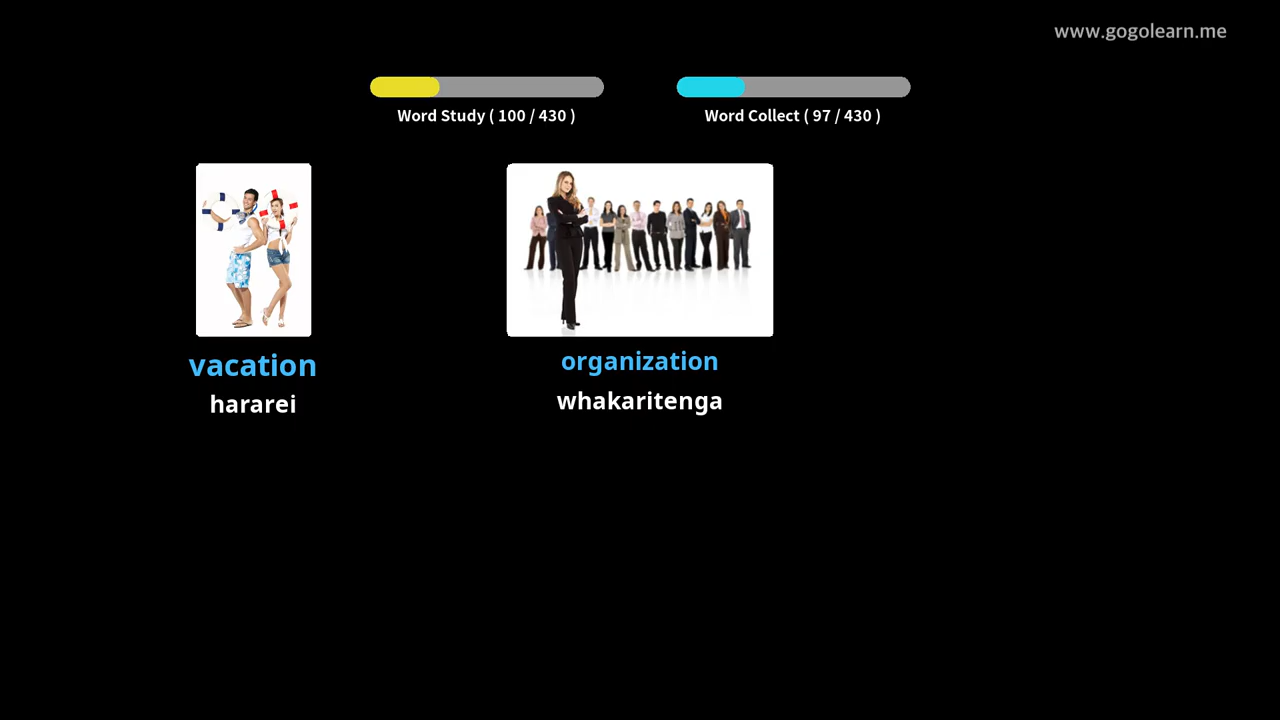 www.gogolearn.me
Word Study ( 100 / 430 )
Word Collect ( 97 / 430 )
vacation
hararei
organization
whakaritenga